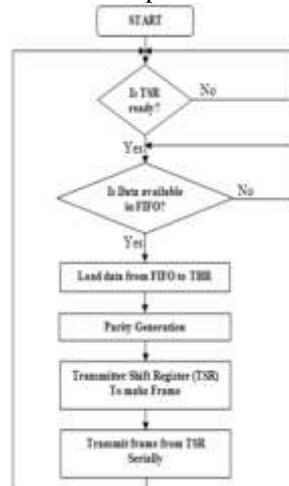 START
Is TSR
ready?
No
Yes
Is Data available
in FIFO?
No
Yes
Load data from FIFO to THR
Parity Generation
Transmitter Shift Register (TSR)
To make Frame
Transmit frame from TSR
Serially